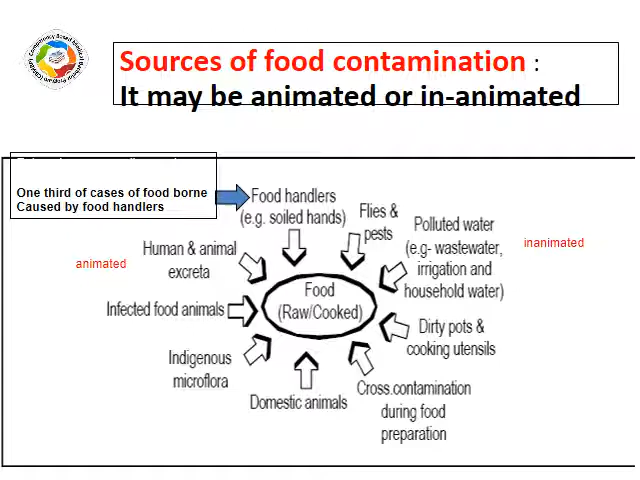 Sources of food contamination :
It may be animated or in-animated
One third of cases of food borne
Caused by food handlers
Food handlers
(e.g. soiled hands)
Flies &
pests
Polluted water
(e.g- wastewater,
irrigation and
household water)
inanimated
animated
Human & animal
excreta
Food
(Raw/Cooked)
Infected food animals
Dirty pots &
cooking utensils
Indigenous
microflora
Domestic animals
Cross.contamination
during food
preparation